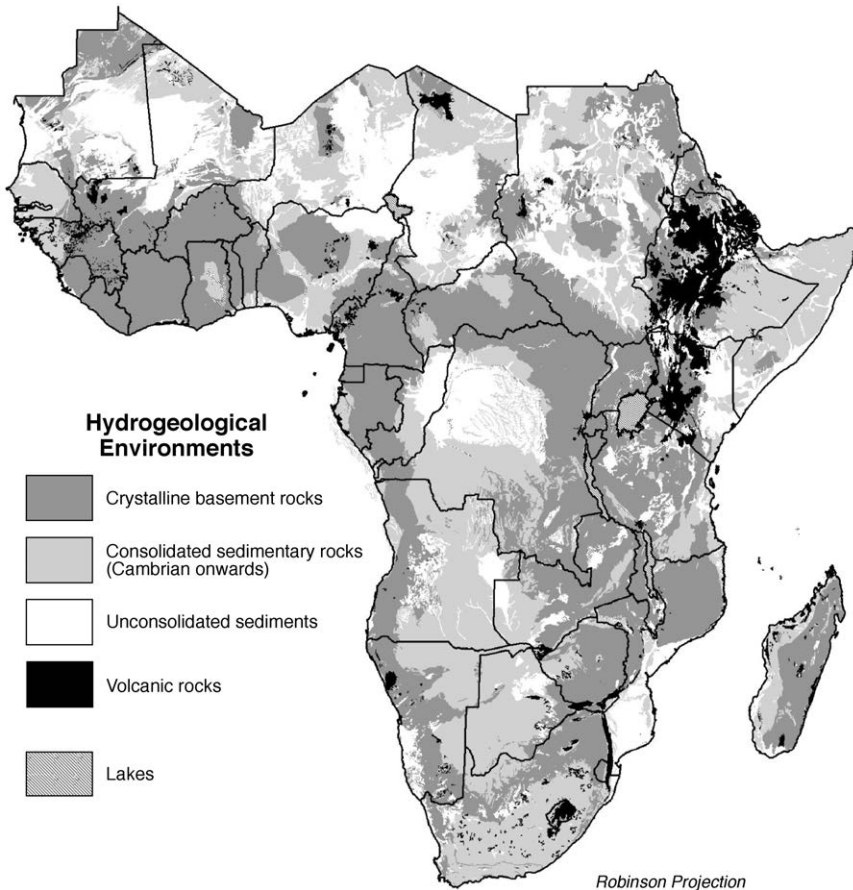 Hydrogeological
Environments
Crystalline basement rocks
Consolidated sedimentary rocks
(Cambrian onwards)
Unconsolidated sediments
Volcanic rocks
Lakes
Robinson Projection